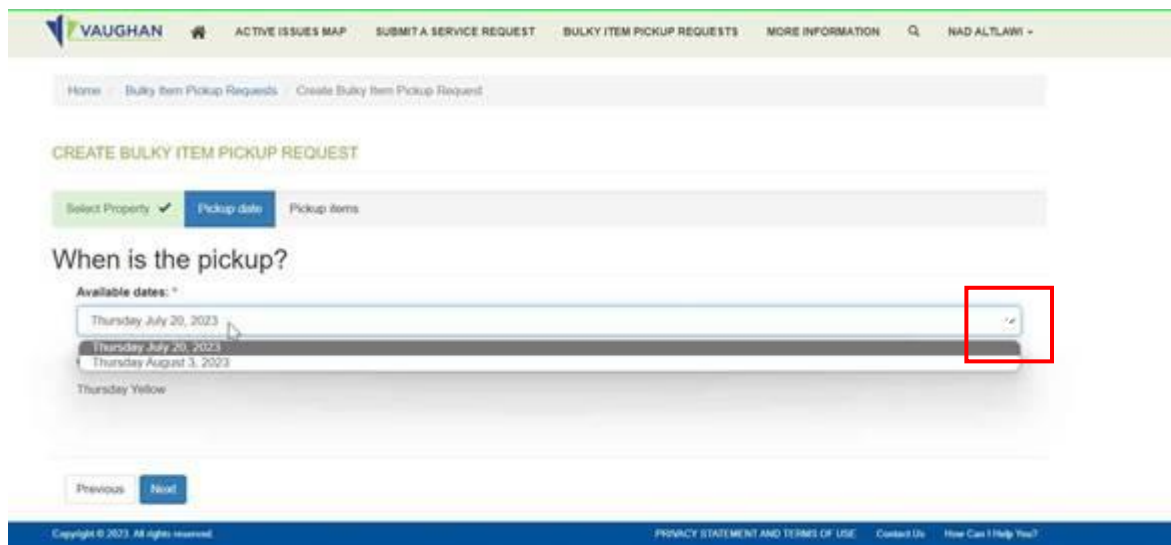 VAUGHAN ACTIVE ISSUES MAP SUBMIT A SERVICE REQUEST BULKY ITEM PICKUP REQUESTS MORE INFORMATION NAD ALTLAWI
Home Bulky Item Pickup Requests Create Bulky Item Pickup Request
CREATE BULKY ITEM PICKUP REQUEST
Select Property ✔ Pickup date Pickup items
When is the pickup?
Available dates: *
Thursday July 20, 2023
Thursday July 20, 2023
Thursday August 3, 2023
Thursday Yellow
Previous Next
Copyright © 2023. All rights reserved. PRIVACY STATEMENT AND TERMS OF USE Contact Us How Can I Help You?